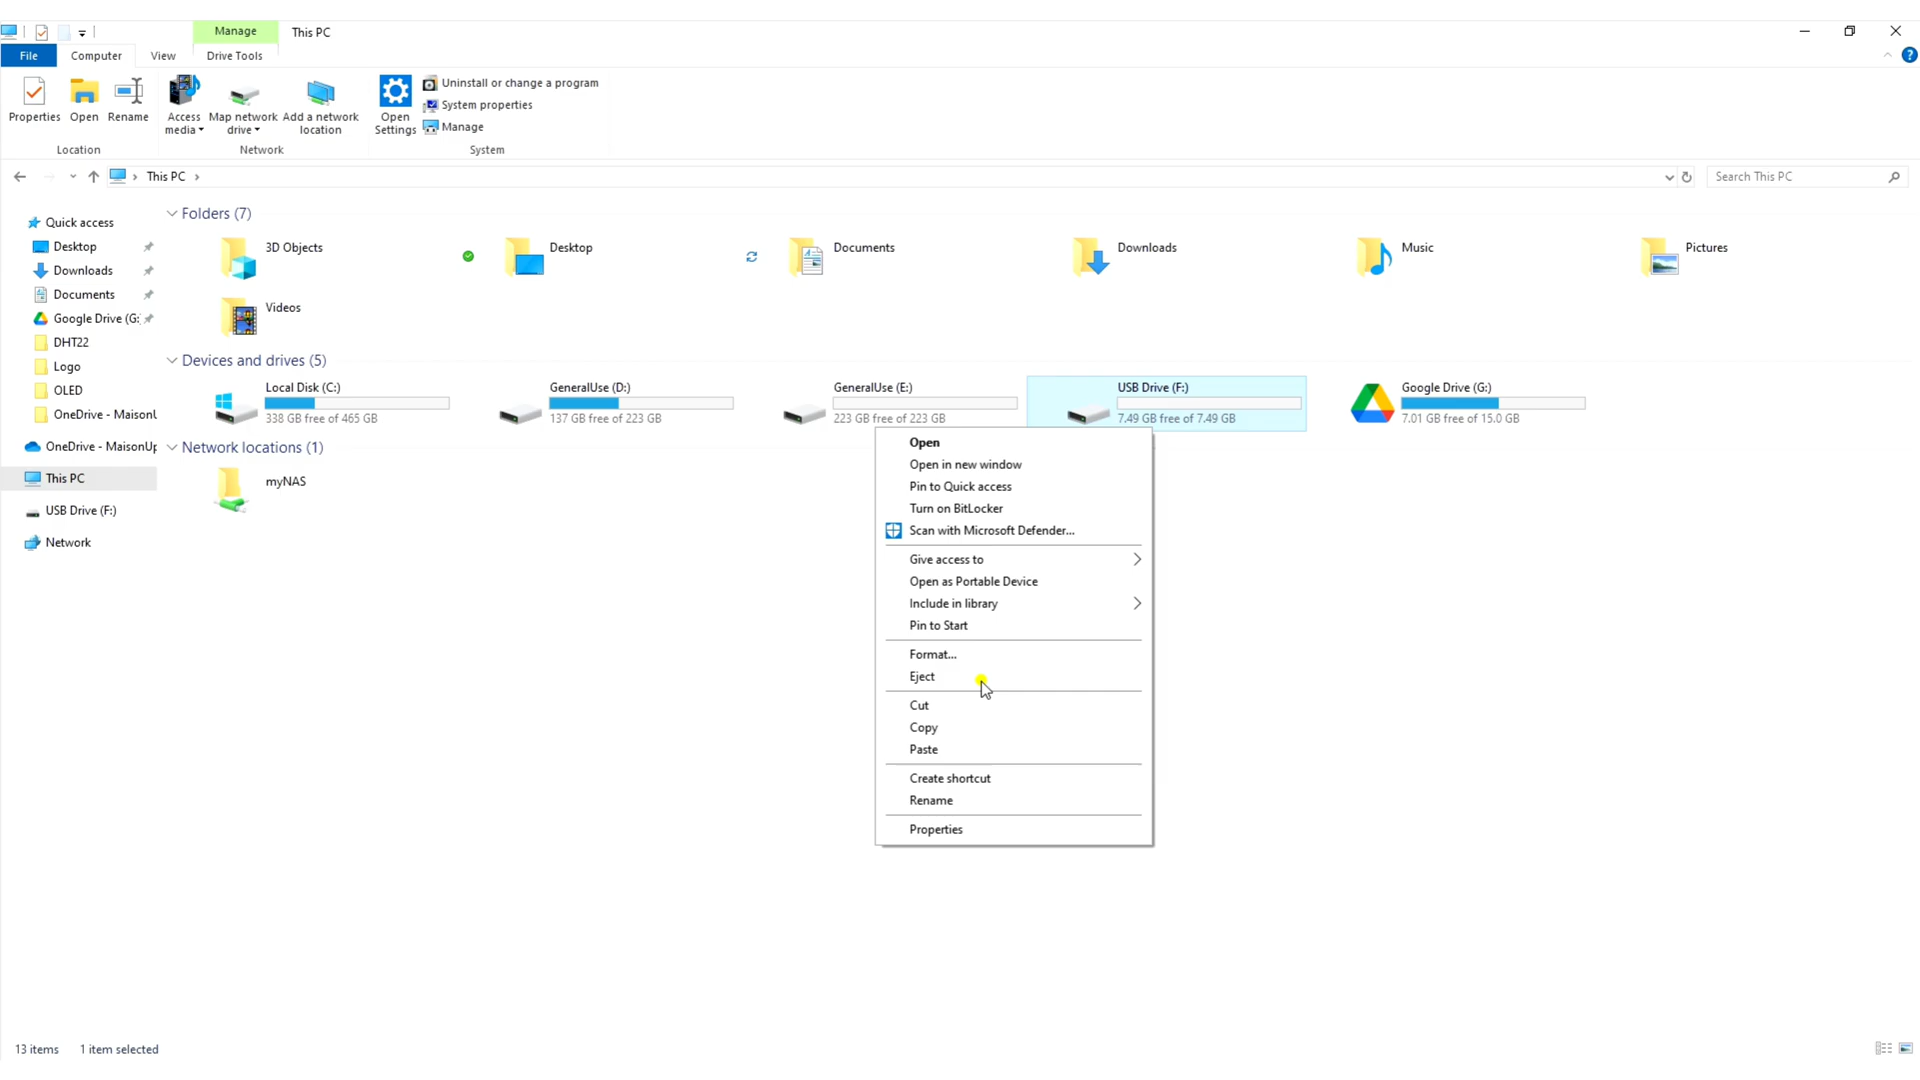 Manage
This PC
File
Computer
View
Drive Tools
Properties
Open
Rename
Access media
Map network drive
Add a network location
Open Settings
Uninstall or change a program
System properties
Manage
Location
Network
System
This PC
Search This PC
Quick access
Desktop
Downloads
Documents
Google Drive (G:
DHT22
Logo
OLED
OneDrive - MaisonU
OneDrive - MaisonUp
This PC
USB Drive (F:)
Network
Folders (7)
3D Objects
Desktop
Documents
Downloads
Music
Pictures
Videos
Devices and drives (5)
Local Disk (C:)
338 GB free of 465 GB
GeneralUse (D:)
137 GB free of 223 GB
GeneralUse (E:)
223 GB free of 223 GB
USB Drive (F:)
7.49 GB free of 7.49 GB
Google Drive (G:)
7.01 GB free of 15.0 GB
Network locations (1)
myNAS
Open
Open in new window
Pin to Quick access
Turn on BitLocker
Scan with Microsoft Defender...
Give access to
Open as Portable Device
Include in library
Pin to Start
Format...
Eject
Cut
Copy
Paste
Create shortcut
Rename
Properties
13 items
1 item selected